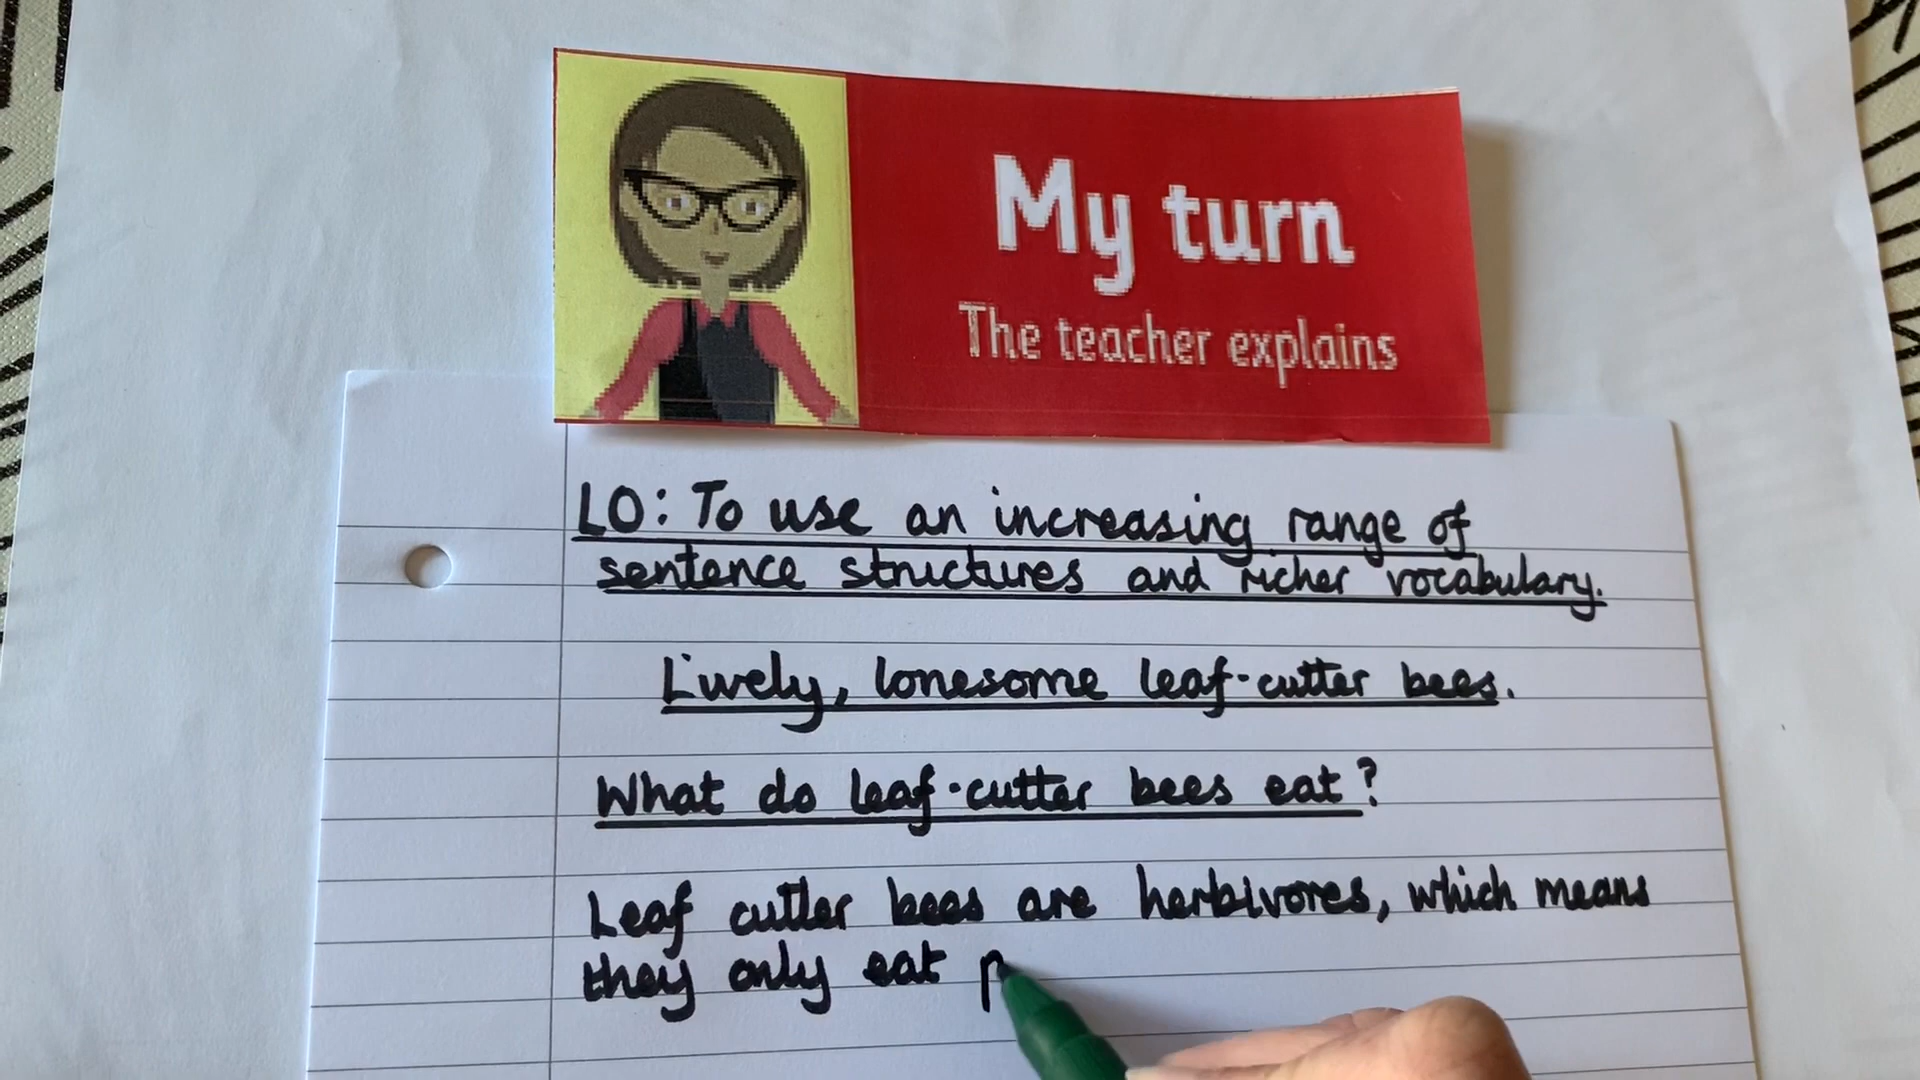 My turn
The teacher explains
LO: To use an increasing range of
sentence structures and richer vocabulary.
Lively, lonesome leaf-cutter bees.
What do leaf-cutter bees eat?
Leaf cutter bees are herbivores, which means
they only eat p